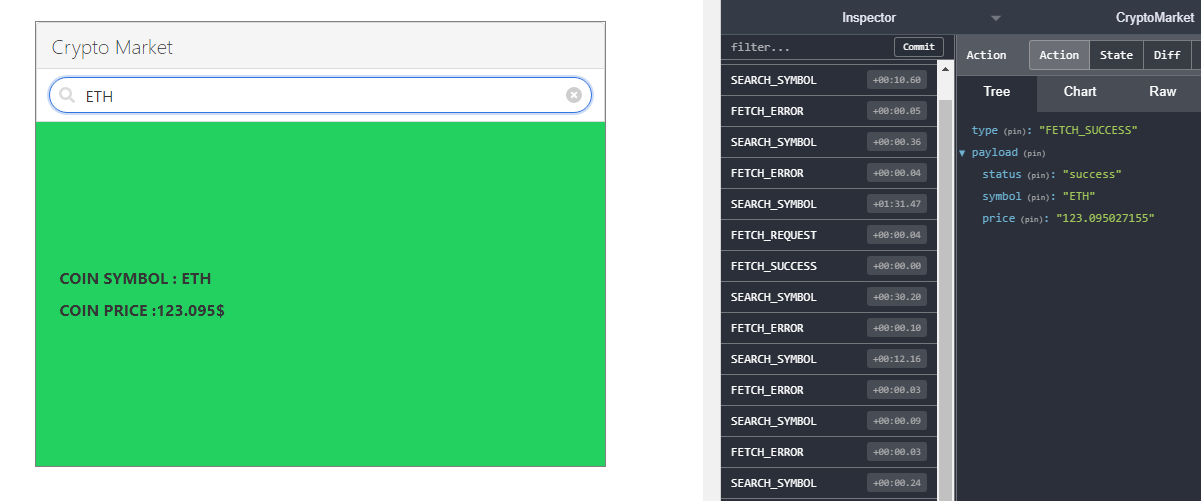 Crypto Market
ETH
COIN SYMBOL : ETH
COIN PRICE :123.095$
Inspector
CryptoMarket
filter...
Commit
SEARCH_SYMBOL +00:10.60
FETCH_ERROR +00:00.05
SEARCH_SYMBOL +00:00.36
FETCH_ERROR +00:00.04
SEARCH_SYMBOL +01:31.47
FETCH_REQUEST +00:00.04
FETCH_SUCCESS +00:00.00
SEARCH_SYMBOL +00:30.20
FETCH_ERROR +00:00.10
SEARCH_SYMBOL +00:12.16
FETCH_ERROR +00:00.03
SEARCH_SYMBOL +00:00.09
FETCH_ERROR +00:00.03
SEARCH_SYMBOL +00:00.24
Action
Action State Diff
Tree Chart Raw
type (pin): "FETCH_SUCCESS"
payload (pin)
status (pin): "success"
symbol (pin): "ETH"
price (pin): "123.095027155"